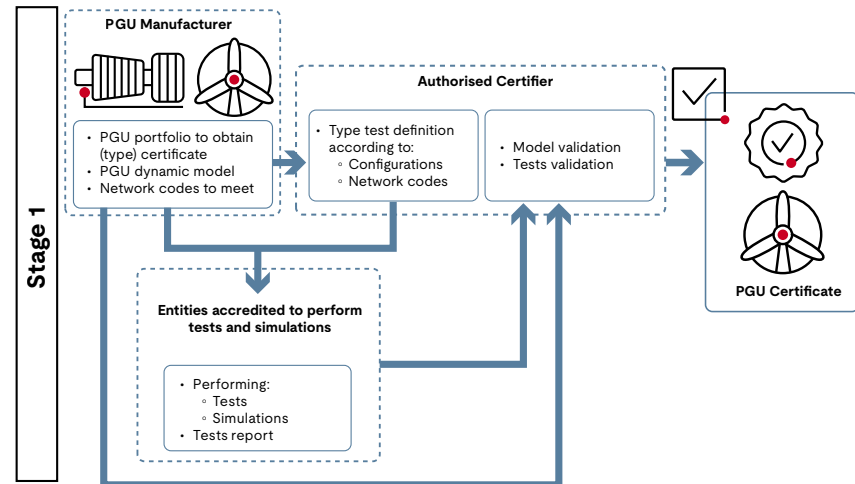 Stage 1
PGU Manufacturer
• PGU portfolio to obtain
(type) certificate
• PGU dynamic model
• Network codes to meet
Authorised Certifier
• Type test definition
according to:
◦ Configurations
◦ Network codes
• Model validation
• Tests validation
PGU Certificate
Entities accredited to perform
tests and simulations
• Performing:
◦ Tests
◦ Simulations
• Tests report